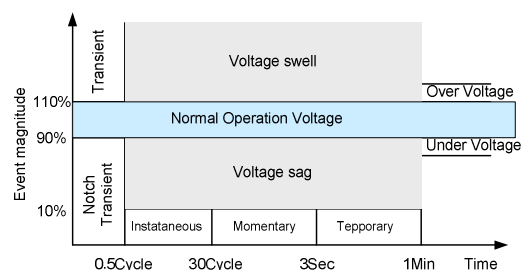 Event magnitude
Transient
Voltage swell
Over Voltage
110%
Normal Operation Voltage
90%
Under Voltage
Notch
Transient
Voltage sag
10%
Instataneous
Momentary
Tepporary
0.5Cycle
30Cycle
3Sec
1Min
Time